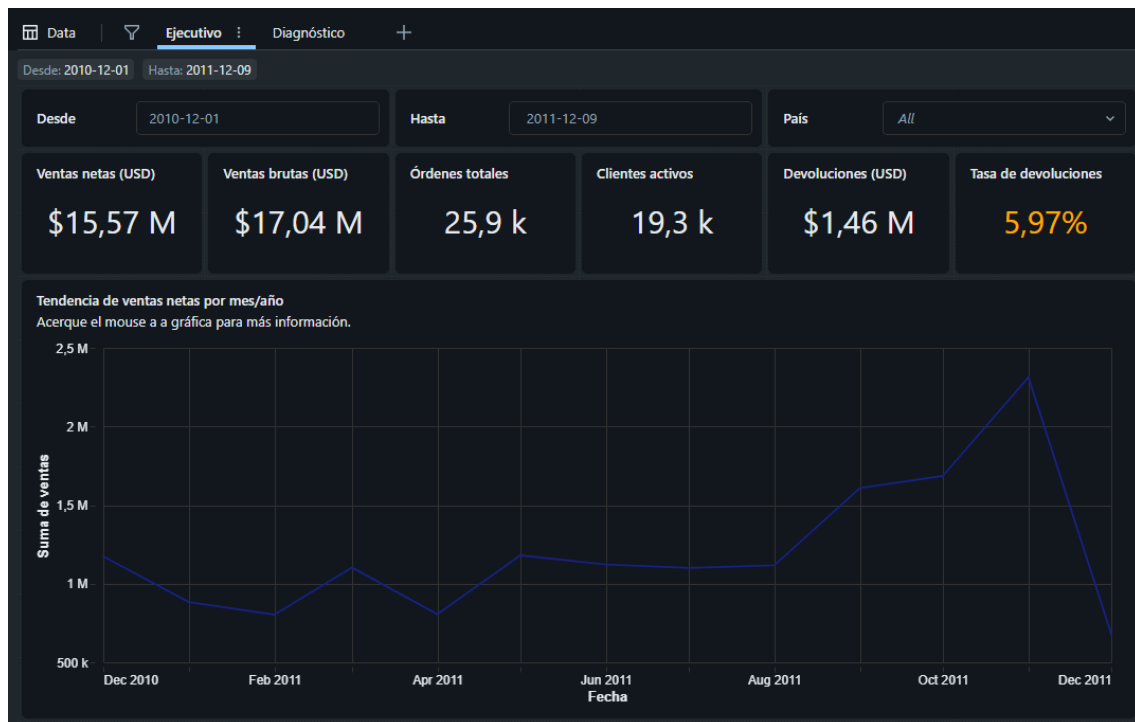 Data Ejecutivo Diagnóstico
Desde: 2010-12-01 Hasta: 2011-12-09
Desde 2010-12-01 Hasta 2011-12-09 País All
Ventas netas (USD) Ventas brutas (USD) Órdenes totales Clientes activos Devoluciones (USD) Tasa de devoluciones
$15,57 M $17,04 M 25,9 k 19,3 k $1,46 M 5,97%
Tendencia de ventas netas por mes/año
Acerque el mouse a a gráfica para más información.
2,5 M
2 M
1,5 M
1 M
500 k
Suma de ventas
Dec 2010 Feb 2011 Apr 2011 Jun 2011 Aug 2011 Oct 2011 Dec 2011
Fecha